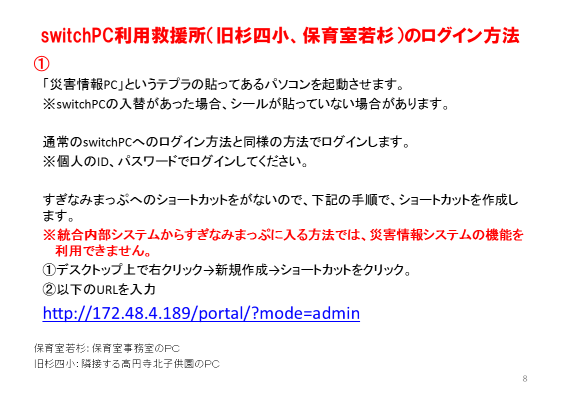 switchPC利用救援所（旧杉四小、保育室若杉）のログイン方法
①
「災害情報PC」というテプラの貼ってあるパソコンを起動させます。
※switchPCの入替があった場合、シールが貼っていない場合があります。
通常のswitchPCへのログイン方法と同様の方法でログインします。
※個人のID、パスワードでログインしてください。
すぎなみまっぷへのショートカットをがないので、下記の手順で、ショートカットを作成し
ます。
※統合内部システムからすぎなみまっぷに入る方法では、災害情報システムの機能を
利用できません。
①デスクトップ上で右クリック→新規作成→ショートカットをクリック。
②以下のURLを入力
http://172.48.4.189/portal/?mode=admin
保育室若杉：保育室事務室のＰＣ
旧杉四小：隣接する高円寺北子供園のＰＣ
8